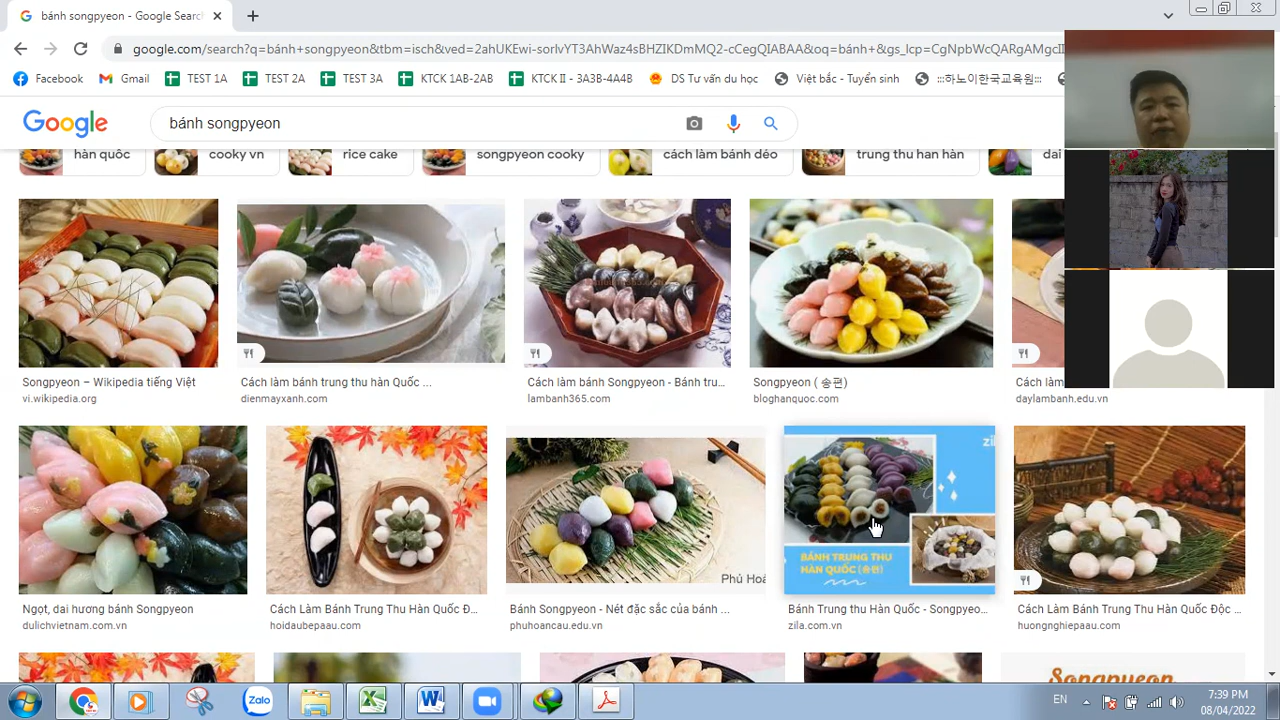 bánh songpyeon - Google Searc
google.com/search?q=bánh+songpyeon&tbm=isch&ved=2ahUKEwi-sorlvYT3AhWaz4sBHZIKDmMQ2-cCegQIABAA&oq=bánh+&gs_lcp=CgNpbWcQARgAMgcII
Facebook
Gmail
TEST 1A
TEST 2A
TEST 3A
KTCK 1AB-2AB
KTCK II - 3A3B-4A4B
DS Tư vấn du học
Việt bắc - Tuyển sinh
:::하노이한국교육원:::
Google
bánh songpyeon
hàn quốc
cooky vn
rice cake
songpyeon cooky
cách làm bánh dẻo
trung thu han hàn
dai
Songpyeon – Wikipedia tiếng Việt
vi.wikipedia.org
Cách làm bánh trung thu hàn Quốc ...
dienmayxanh.com
Cách làm bánh Songpyeon - Bánh tru...
lambanh365.com
Songpyeon ( 송편)
bloghanquoc.com
Cách làm
daylambanh.edu.vn
Phủ Hoà
zil
BÁNH TRUNG THU
HÀN QUỐC (송편)
Ngọt, dai hương bánh Songpyeon
dulichvietnam.com.vn
Cách Làm Bánh Trung Thu Hàn Quốc Đ...
hoidaubepaau.com
Bánh Songpyeon - Nét đặc sắc của bánh ...
phuhoancau.edu.vn
Bánh Trung thu Hàn Quốc - Songpyeo...
zila.com.vn
Cách Làm Bánh Trung Thu Hàn Quốc Độc ...
huongnghiepaau.com
Songpyeon
Zalo
EN
7:39 PM
08/04/2022